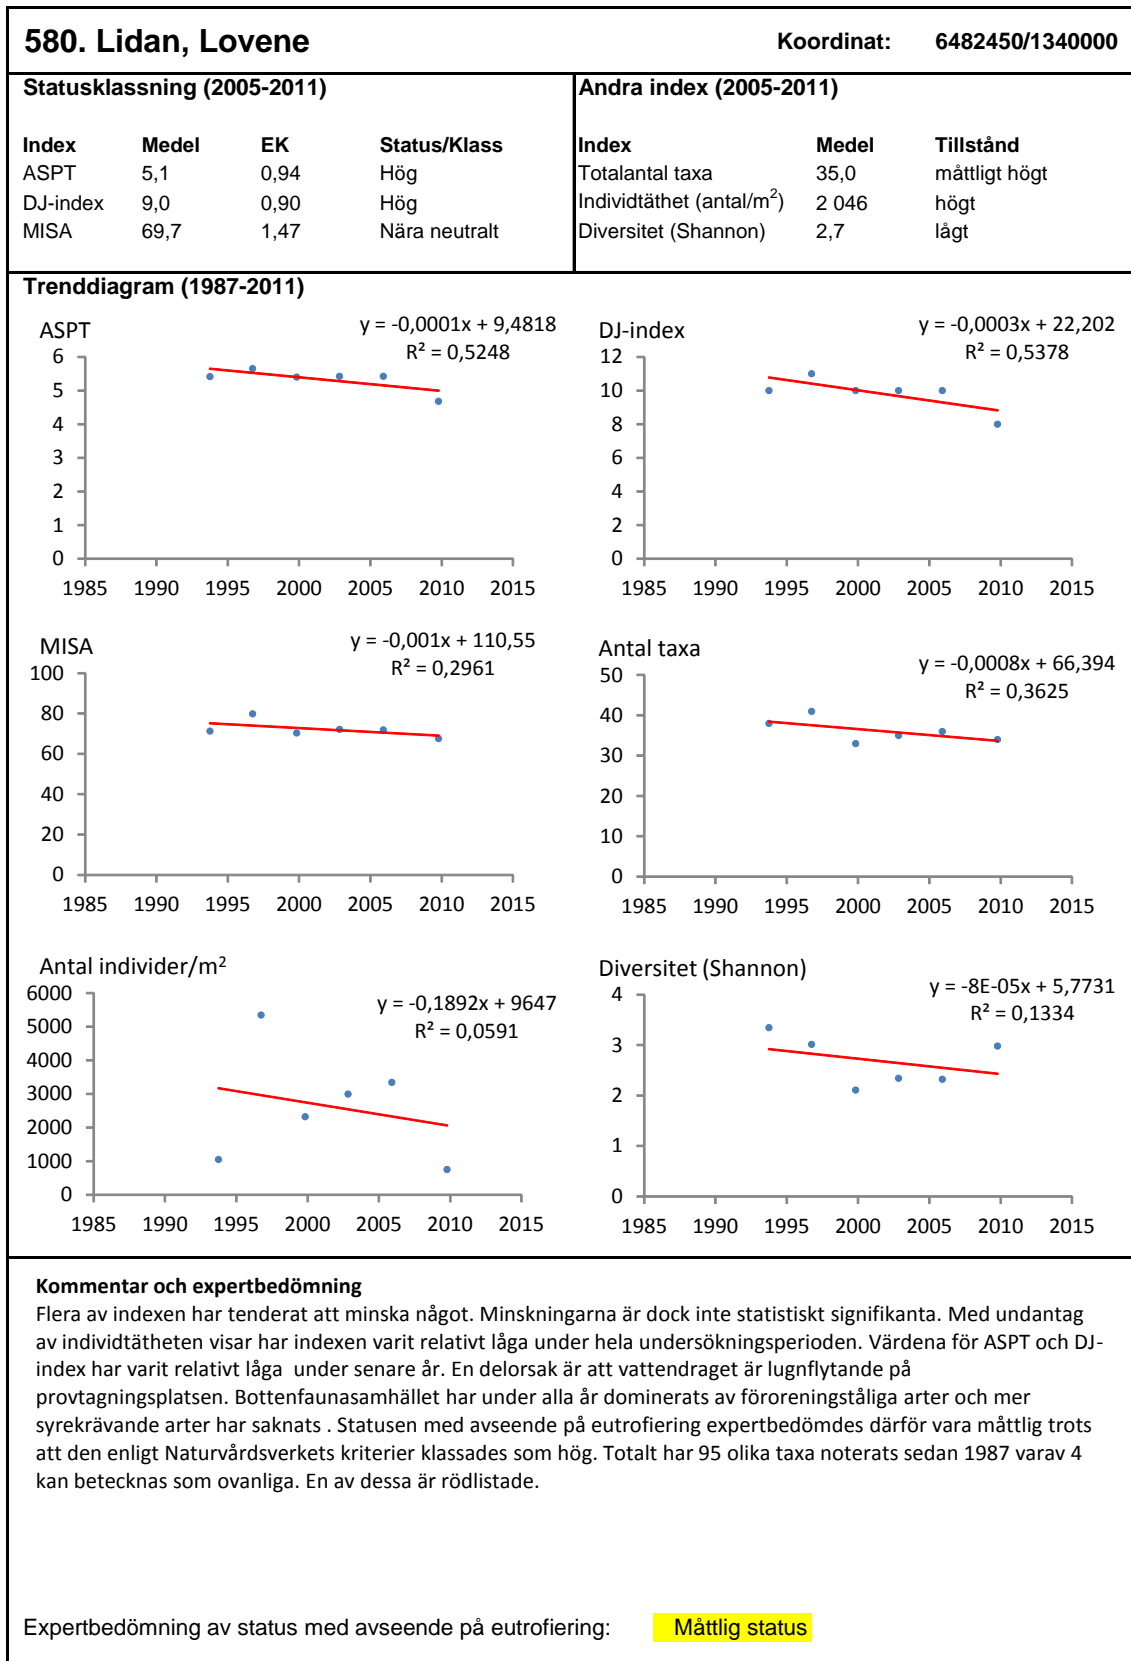 580. Lidan, Lovene Koordinat: 6482450/1340000
Statusklassning (2005-2011)
Index Medel EK Status/Klass
ASPT 5,1 0,94 Hög
DJ-index 9,0 0,90 Hög
MISA 69,7 1,47 Nära neutralt
Andra index (2005-2011)
Index Medel Tillstånd
Totalantal taxa 35,0 måttligt högt
Individtäthet (antal/m²) 2 046 högt
Diversitet (Shannon) 2,7 lågt
Trenddiagram (1987-2011)
ASPT
y = -0,0001x + 9,4818
R² = 0,5248
6
5
4
3
2
1
0
1985 1990 1995 2000 2005 2010 2015
DJ-index
y = -0,0003x + 22,202
R² = 0,5378
12
10
8
6
4
2
0
1985 1990 1995 2000 2005 2010 2015
MISA
y = -0,001x + 110,55
R² = 0,2961
100
80
60
40
20
0
1985 1990 1995 2000 2005 2010 2015
Antal taxa
y = -0,0008x + 66,394
R² = 0,3625
50
40
30
20
10
0
1985 1990 1995 2000 2005 2010 2015
Antal individer/m²
y = -0,1892x + 9647
R² = 0,0591
6000
5000
4000
3000
2000
1000
0
1985 1990 1995 2000 2005 2010 2015
Diversitet (Shannon)
y = -8E-05x + 5,7731
R² = 0,1334
4
3
2
1
0
1985 1990 1995 2000 2005 2010 2015
Kommentar och expertbedömning
Flera av indexen har tenderat att minska något. Minskningarna är dock inte statistiskt signifikanta. Med undantag
av individtätheten visar har indexen varit relativt låga under hela undersökningsperioden. Värdena för ASPT och DJ-
index har varit relativt låga under senare år. En delorsak är att vattendraget är lugnflytande på
provtagningsplatsen. Bottenfaunasamhället har under alla år dominerats av föroreningståliga arter och mer
syrekrävande arter har saknats . Statusen med avseende på eutrofiering expertbedömdes därför vara måttlig trots
att den enligt Naturvårdsverkets kriterier klassades som hög. Totalt har 95 olika taxa noterats sedan 1987 varav 4
kan betecknas som ovanliga. En av dessa är rödlistade.
Expertbedömning av status med avseende på eutrofiering: Måttlig status